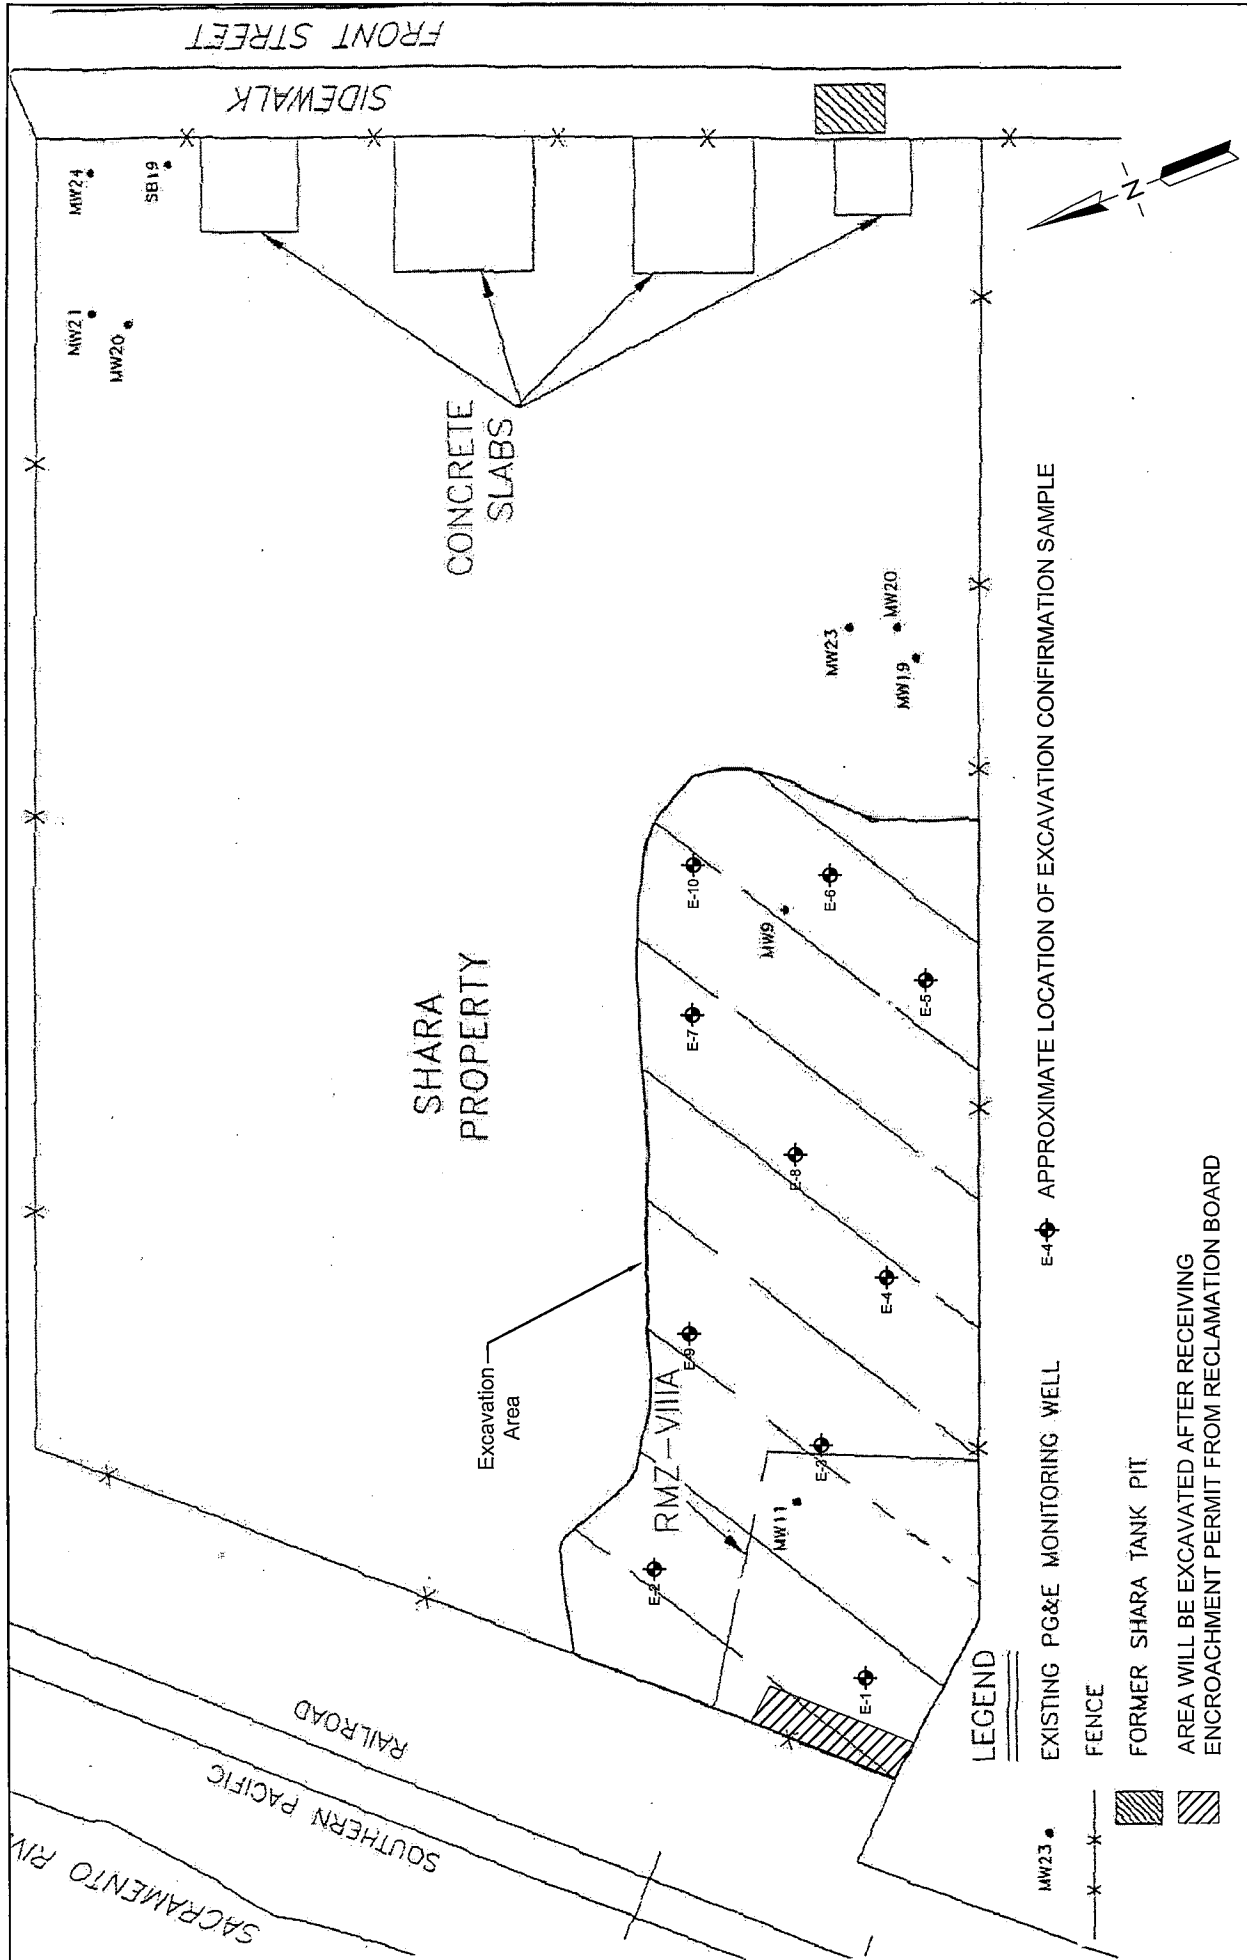 FRONT STREET
SIDEWALK
MW24
SB19
MW21
MW20
CONCRETE
SLABS
MW23
MW20
MW19
SHARA
PROPERTY
E-10
E-6
MW9
E-7
E-5
E-8
E-4
E-9
Excavation
Area
RMZ-VIIIA
E-3
MW11
E-2
E-1
RAILROAD
SOUTHERN PACIFIC
SACRAMENTO RIV
N
LEGEND
MW23 EXISTING PG&E MONITORING WELL
E-4 APPROXIMATE LOCATION OF EXCAVATION CONFIRMATION SAMPLE
FENCE
FORMER SHARA TANK PIT
AREA WILL BE EXCAVATED AFTER RECEIVING
ENCROACHMENT PERMIT FROM RECLAMATION BOARD